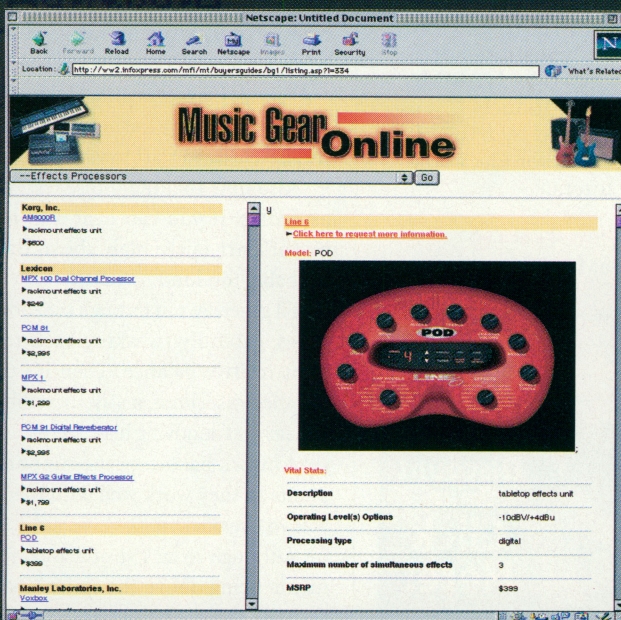 Netscape: Untitled Document
Back Forward Reload Home Search Netscape Images Print Security Stop
Location: http://ww2.infoxpress.com/mfi/mt/buyersguides/bg1/listing.asp?l=334 What's Related
Music Gear Online
--Effects Processors Go
Korg, Inc.
AM8000R
rackmount effects unit
$600
Lexicon
MPX 100 Dual Channel Processor
rackmount effects unit
$249
PCM 81
rackmount effects unit
$2,995
MPX 1
rackmount effects unit
$1,299
PCM 91 Digital Reverberator
rackmount effects unit
$2,995
MPX G2 Guitar Effects Processor
rackmount effects unit
$1,799
Line 6
POD
tabletop effects unit
$399
Manley Laboratories, Inc.
Voxbox
y
Line 6
Click here to request more information.
Model: POD
POD
LINE 6
EFFECTS
;
Vital Stats:
Description tabletop effects unit
Operating Level(s) Options -10dBV/+4dBu
Processing type digital
Maximum number of simultaneous effects 3
MSRP $399